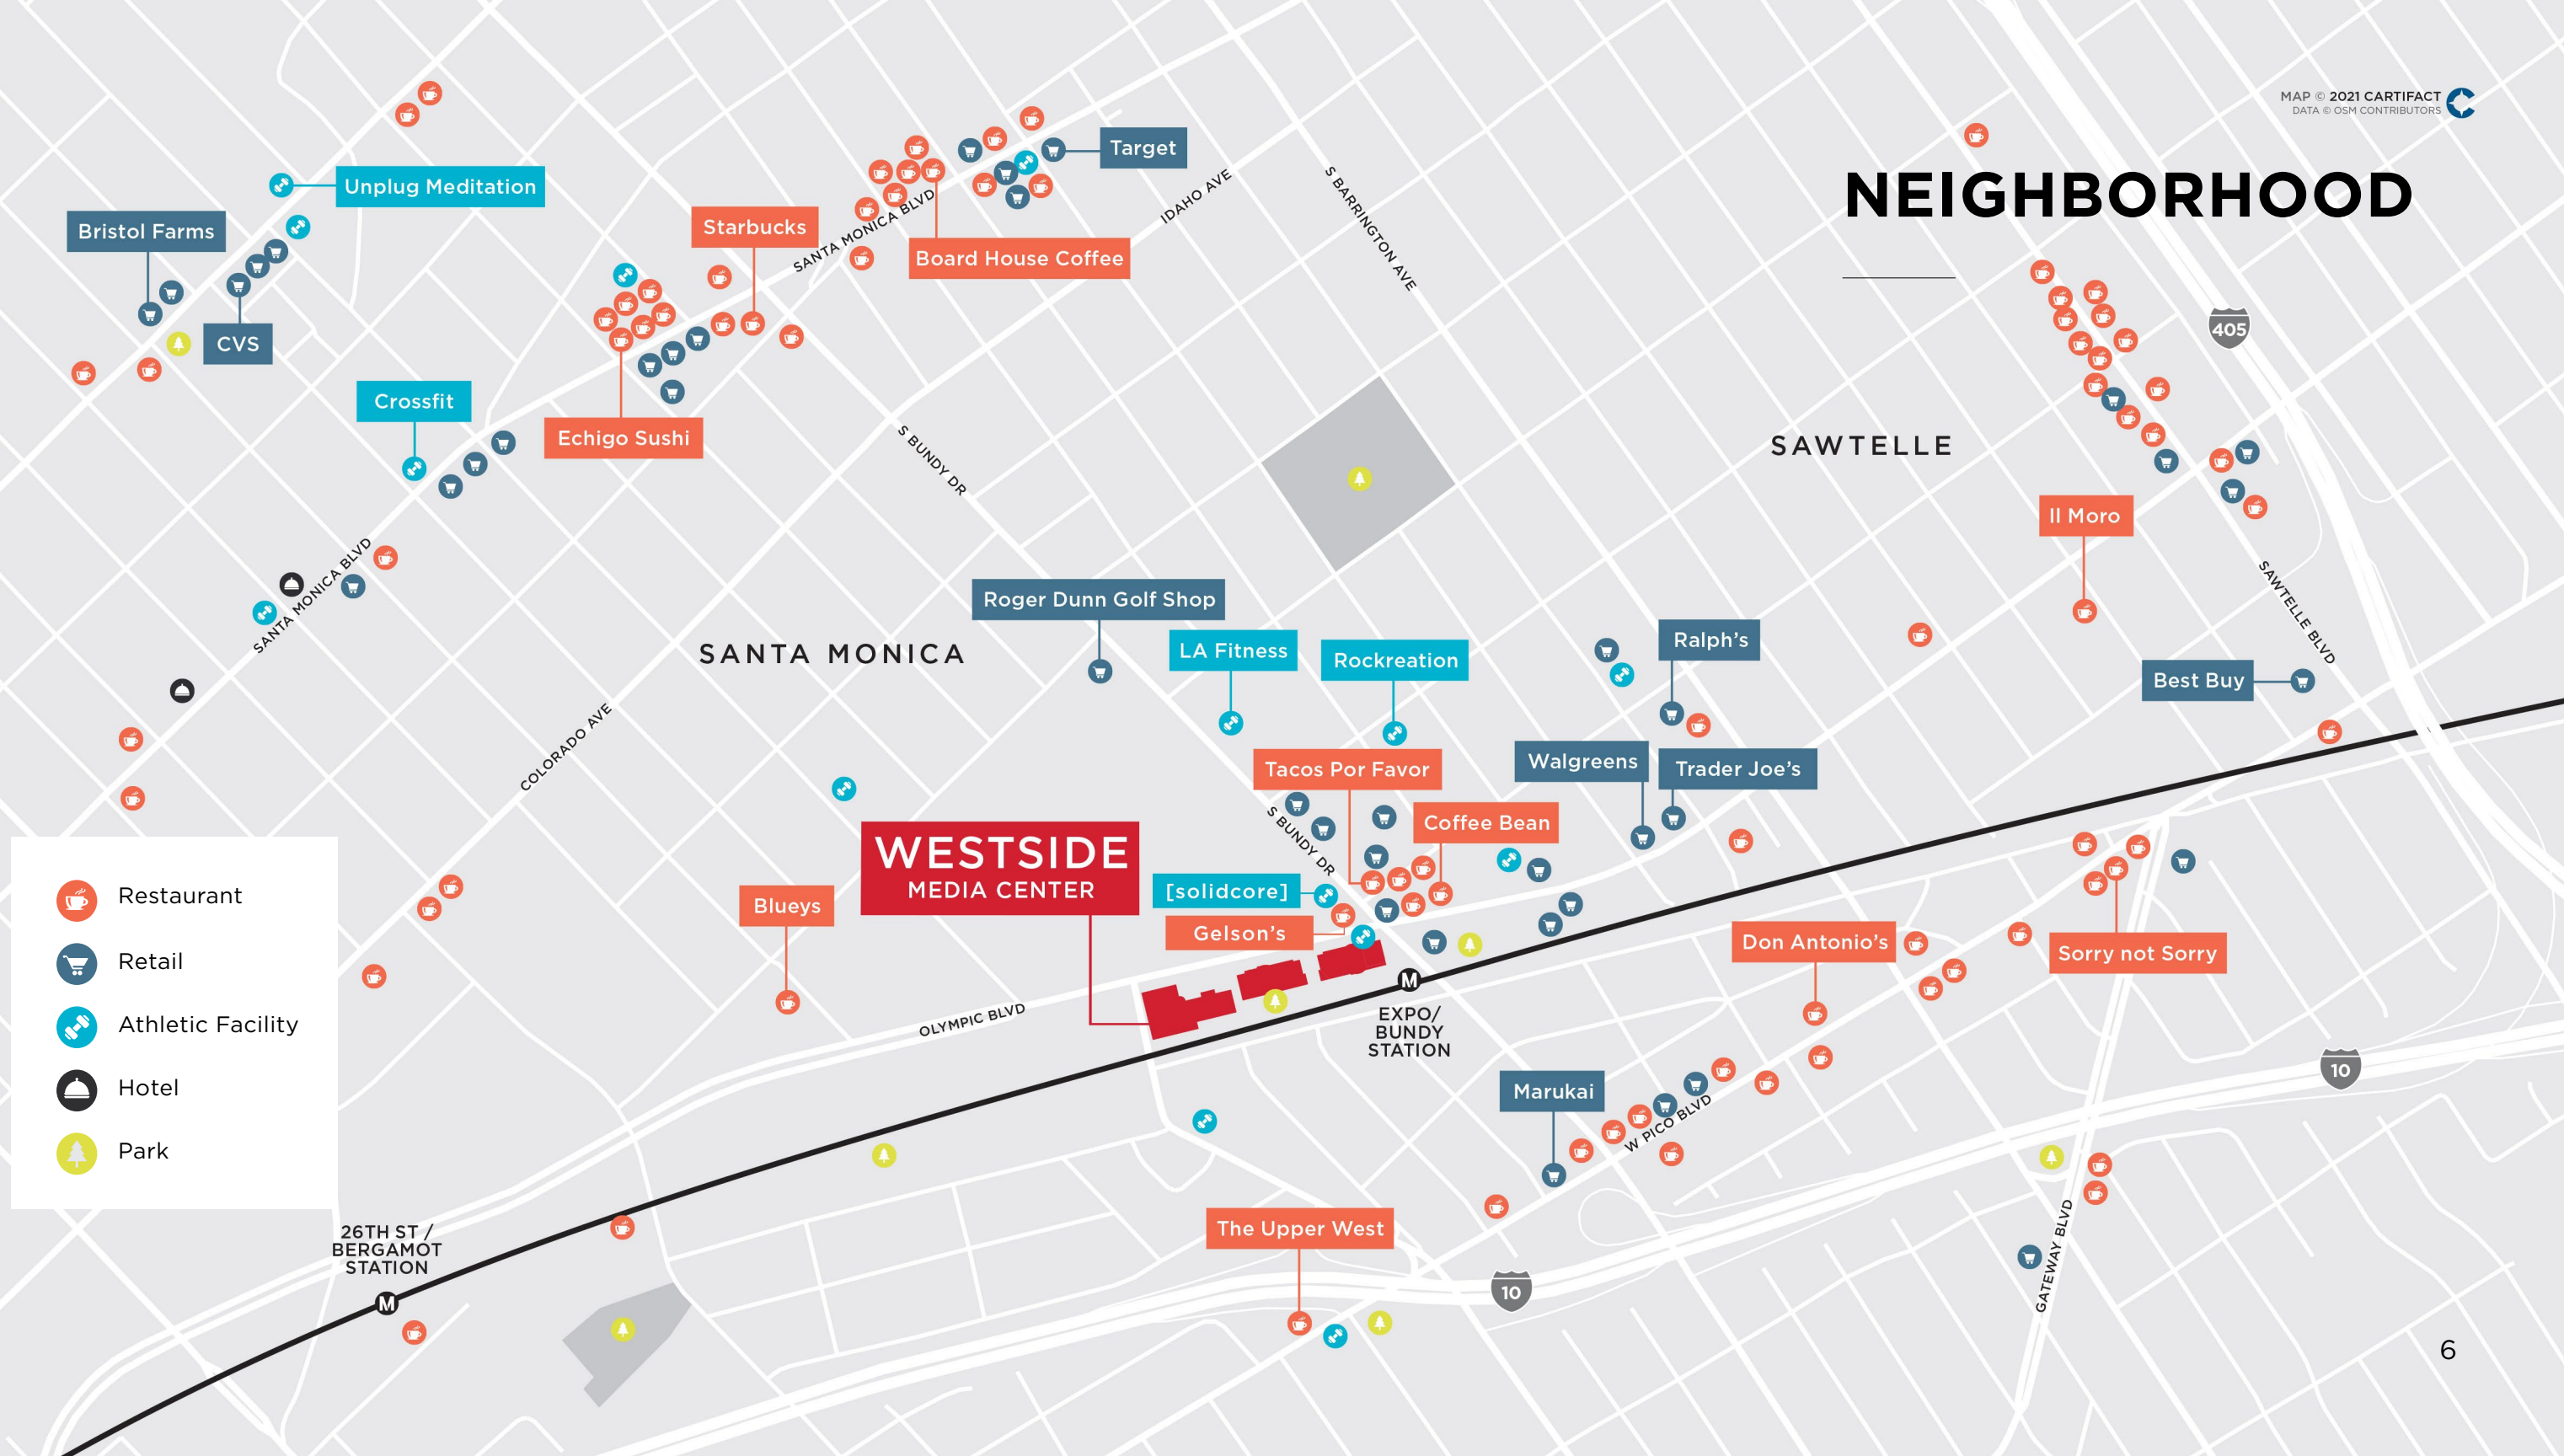 MAP © 2021 CARTIFACT
DATA © OSM CONTRIBUTORS
NEIGHBORHOOD
Target
Unplug Meditation
IDAHO AVE
S BARRINGTON AVE
Bristol Farms
Starbucks
SANTA MONICA BLVD
Board House Coffee
405
CVS
Crossfit
Echigo Sushi
S BUNDY DR
SAWTELLE
Il Moro
SANTA MONICA BLVD
Roger Dunn Golf Shop
SAWTELLE BLVD
SANTA MONICA
LA Fitness
Rockreation
Ralph's
Best Buy
COLORADO AVE
Tacos Por Favor
Walgreens
Trader Joe's
S BUNDY DR
Coffee Bean
WESTSIDE
MEDIA CENTER
[solidcore]
Blueys
Gelson's
Don Antonio's
Sorry not Sorry
Restaurant
Retail
Athletic Facility
Hotel
Park
OLYMPIC BLVD
M
EXPO/
BUNDY
STATION
10
Marukai
W PICO BLVD
The Upper West
26TH ST /
BERGAMOT
STATION
M
10
GATEWAY BLVD
6